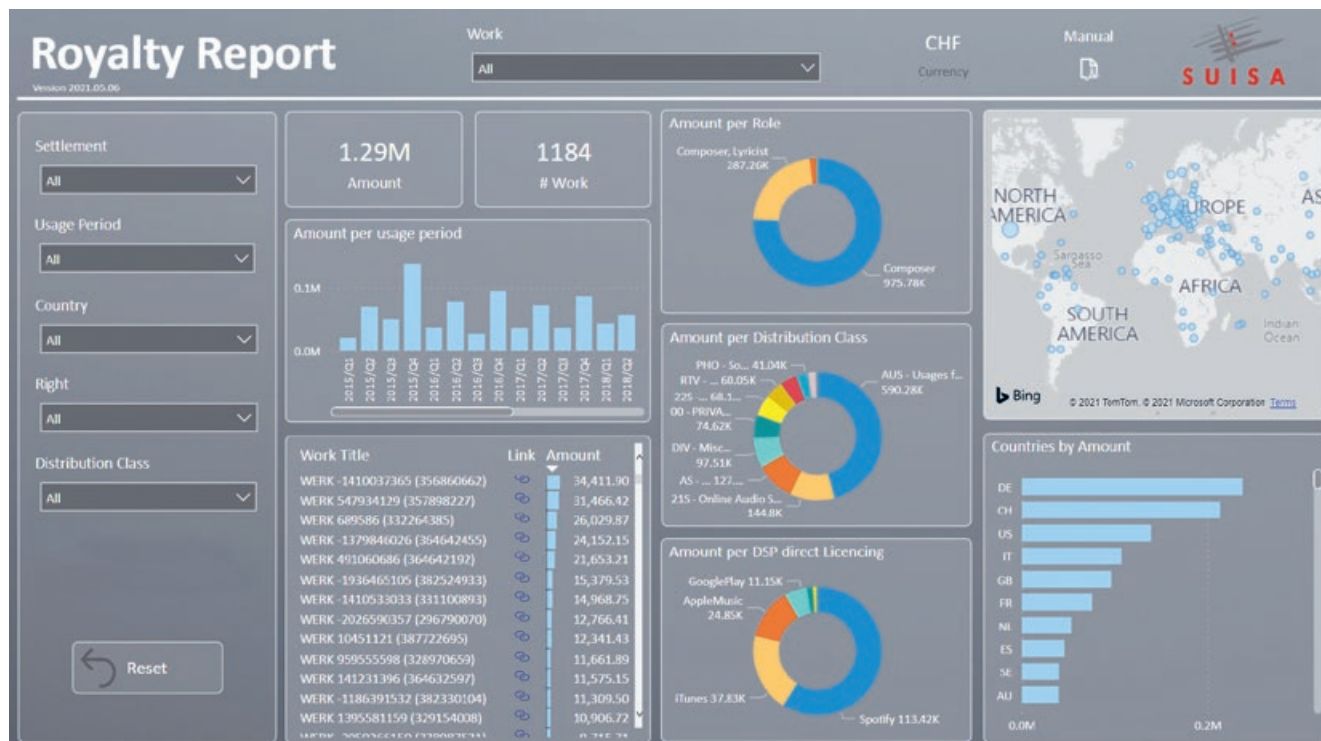 Royalty Report
Version 2021.05.06
Work
All
CHF
Currency
Manual
SUISA
Settlement
All
Usage Period
All
Country
All
Right
All
Distribution Class
All
Reset
1.29M
Amount
1184
# Work
Amount per usage period
0.1M
0.0M
2015/Q1
2015/Q2
2015/Q3
2015/Q4
2016/Q1
2016/Q2
2016/Q3
2016/Q4
2017/Q1
2017/Q2
2017/Q3
2017/Q4
2018/Q1
2018/Q2
Work Title Link Amount
WERK -1410037365 (356860662) 34,411.90
WERK 547934129 (357898227) 31,466.42
WERK 689586 (332264385) 26,029.87
WERK -1379846026 (364642455) 24,152.15
WERK 491060686 (364642192) 21,653.21
WERK -1936465105 (382524933) 15,379.53
WERK -1410533033 (331100893) 14,968.75
WERK -2026590357 (296790070) 12,766.41
WERK 10451121 (387722695) 12,341.43
WERK 959555598 (328970659) 11,661.89
WERK 141231396 (364632597) 11,575.15
WERK -1186391532 (382330104) 11,309.50
WERK 1395581159 (329154008) 10,906.72
Amount per Role
Composer, Lyricist
287.26K
Composer
975.78K
Amount per Distribution Class
PHO - So... 41.04K
RTV - ... 60.05K
225 - ... 68.1...
00 - PRIVA...
74.62K
DIV - Misc...
97.51K
AS - ... 127....
215 - Online Audio S...
144.8K
AUS - Usages f...
590.28K
Amount per DSP direct Licencing
GooglePlay 11.15K
AppleMusic
24.85K
iTunes 37.83K
Spotify 113.42K
NORTH
AMERICA
EUROPE
AS
Sargasso
Sea
AFRICA
SOUTH
AMERICA
Indian
Ocean
Bing
© 2021 TomTom, © 2021 Microsoft Corporation Terms
Countries by Amount
DE
CH
US
IT
GB
FR
NL
ES
SE
AU
0.0M 0.2M